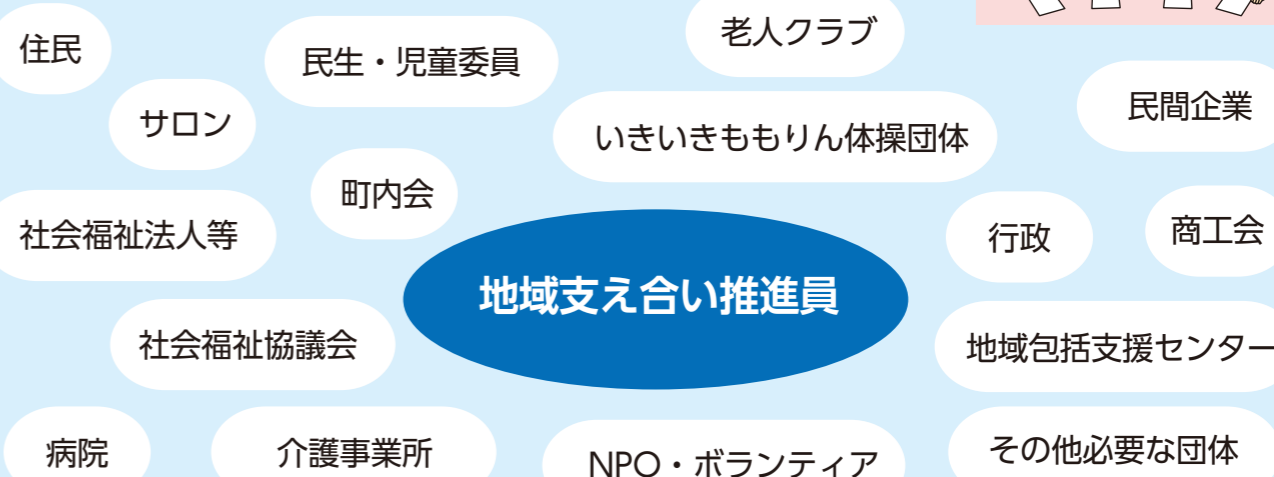 住民
民生・児童委員
老人クラブ
サロン
いきいきももりん体操団体
民間企業
町内会
社会福祉法人等
行政
商工会
地域支え合い推進員
社会福祉協議会
地域包括支援センター
病院
介護事業所
NPO・ボランティア
その他必要な団体